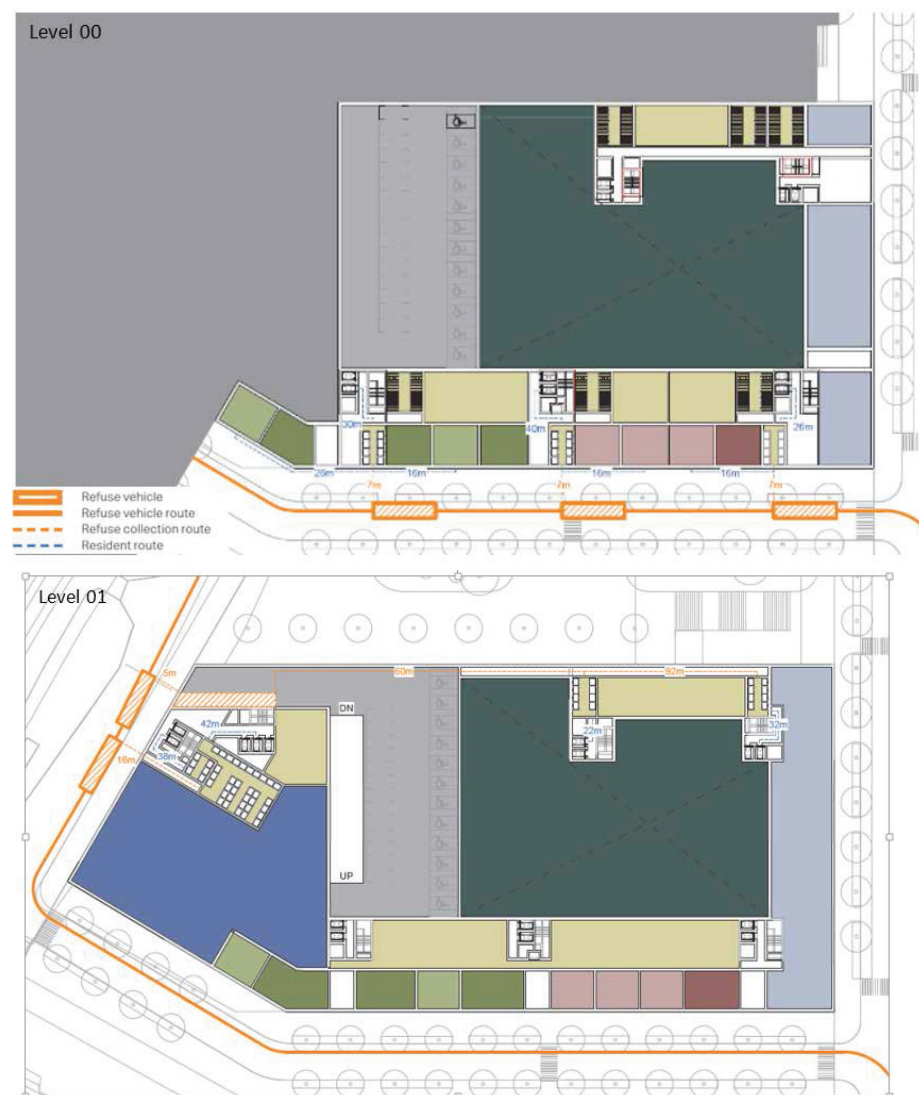 Level 00
30m
40m
26m
26m
16m
16m
16m
7m
7m
7m
Refuse vehicle
Refuse vehicle route
Refuse collection route
Resident route
Level 01
5m
60m
92m
42m
DN
22m
32m
38m
16m
UP